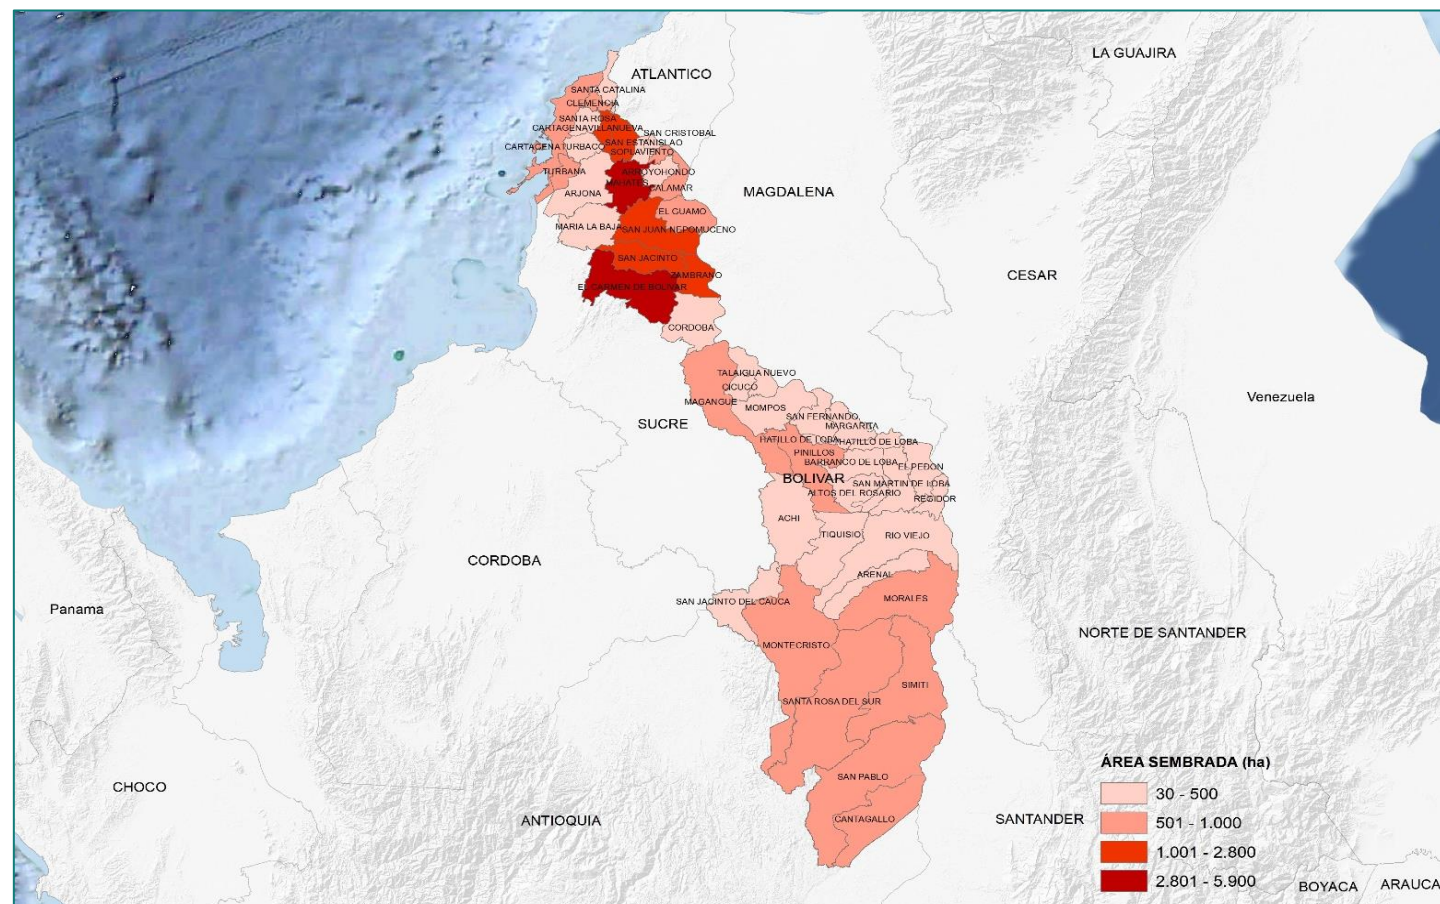 LA GUAJIRA
ATLANTICO
SANTA CATALINA
CLEMENCIA
SANTA ROSA
CARTAGENA
VILLANUEVA
SAN CRISTOBAL
SAN ESTANISLAO
CARTAGENA
TURBACO
SOPLAVIENTO
TURBANA
ARROYOHONDO
MAHATES
CALAMAR
ARJONA
MAGDALENA
EL GUAMO
MARIA LA BAJA
SAN JUAN NEPOMUCENO
SAN JACINTO
ZAMBRANO
CESAR
EL CARMEN DE BOLIVAR
CORDOBA
TALAIGUA NUEVO
CICUCO
MAGANGUE
MOMPOS
Venezuela
SAN FERNANDO
MARGARITA
SUCRE
HATILLO DE LOBA
HATILLO DE LOBA
PINILLOS
BARRANCO DE LOBA
EL PEÑON
BOLIVAR
SAN MARTIN DE LOBA
ALTOS DEL ROSARIO
REGIDOR
ACHI
TIQUISIO
RIO VIEJO
CORDOBA
ARENAL
SAN JACINTO DEL CAUCA
MORALES
Panama
NORTE DE SANTANDER
MONTECRISTO
SIMITI
SANTA ROSA DEL SUR
ÁREA SEMBRADA (ha)
SAN PABLO
CHOCO
30 - 500
ANTIOQUIA
CANTAGALLO
SANTANDER
501 - 1.000
1.001 - 2.800
2.801 - 5.900
BOYACA
ARAUCA